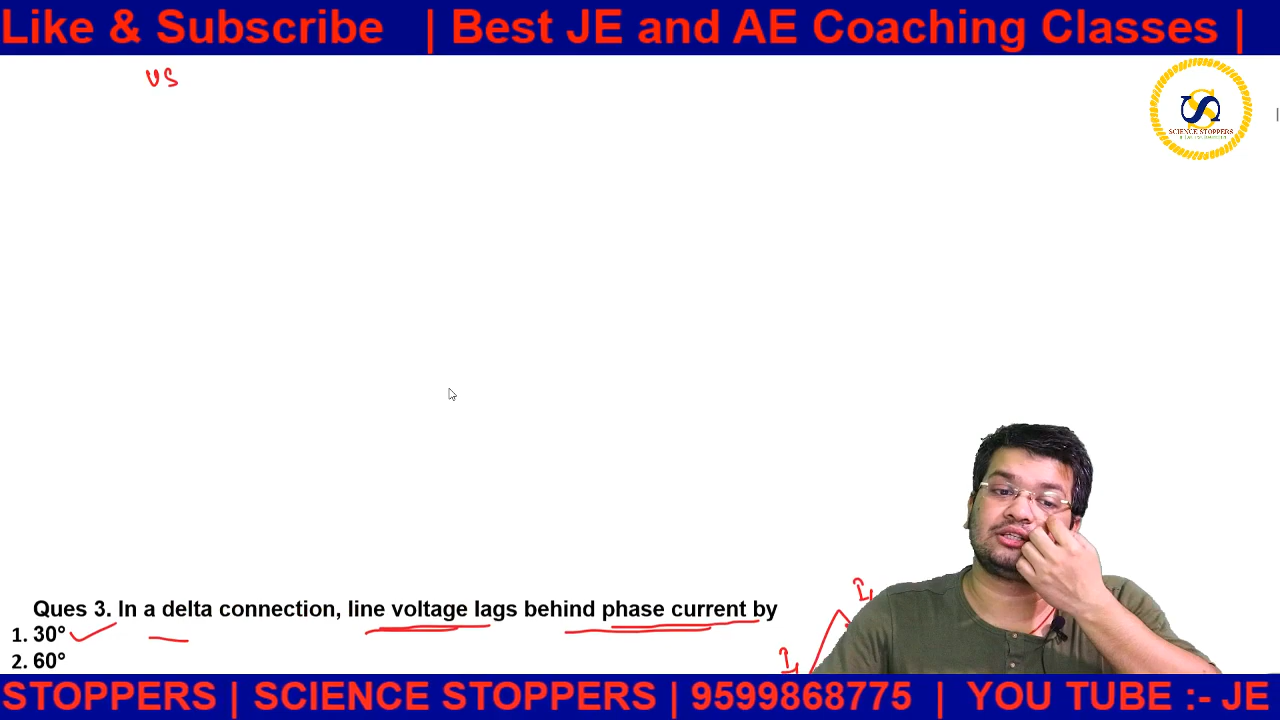 Like & Subscribe | Best JE and AE Coaching Classes |
US
SCIENCE STOPPERS
Ques 3. In a delta connection, line voltage lags behind phase current by
1. 30°
2. 60°
STOPPERS | SCIENCE STOPPERS | 9599868775 | YOU TUBE :- JE